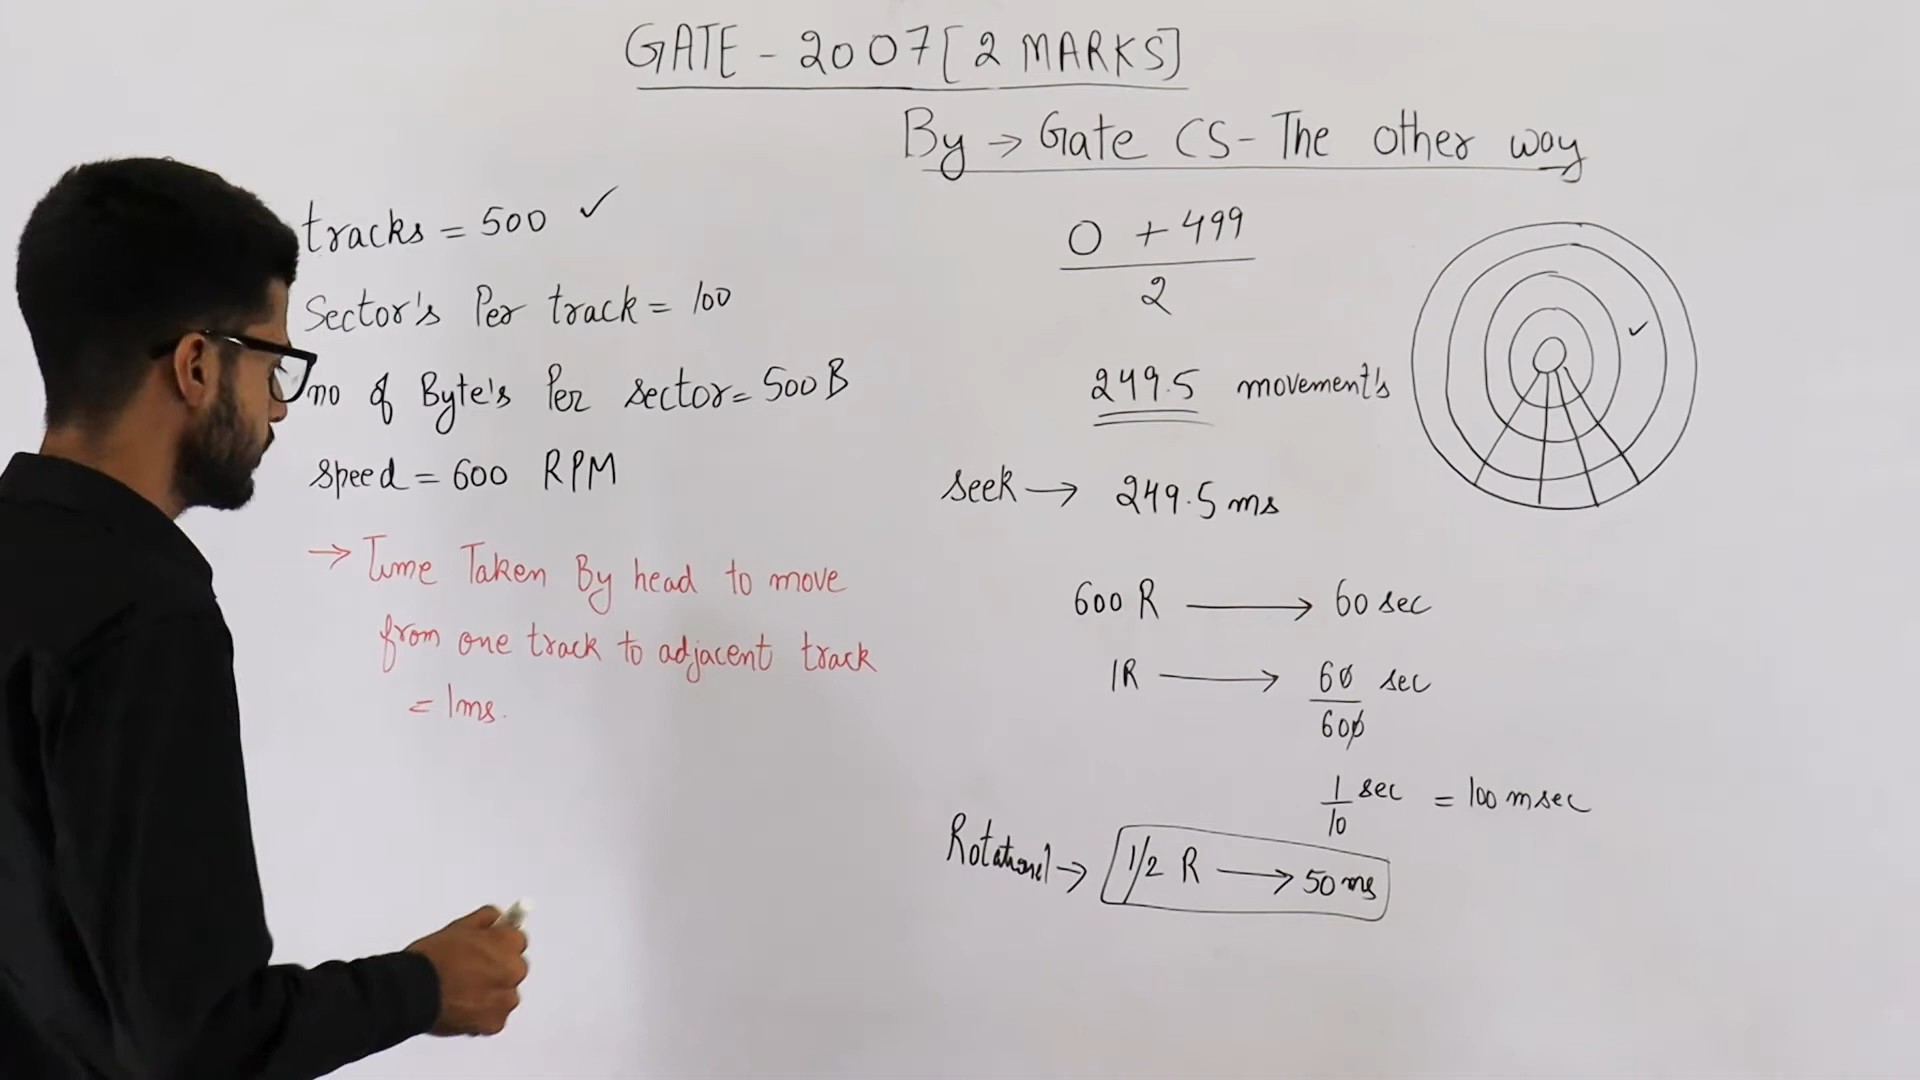 GATE - 2007 [2 MARKS]
By → Gate CS - The other way
tracks = 500 ✓
Sector's Per track = 100
no of Byte's Per sector = 500 B
speed = 600 RPM
→ Time Taken By head to move
from one track to adjacent track
= 1ms.
0 + 499
2
249.5 movement's
seek → 249.5 ms
600 R → 60 sec
1R → 60 sec
600
1 sec = 100 msec
10
Rotational → 1/2 R → 50 ms